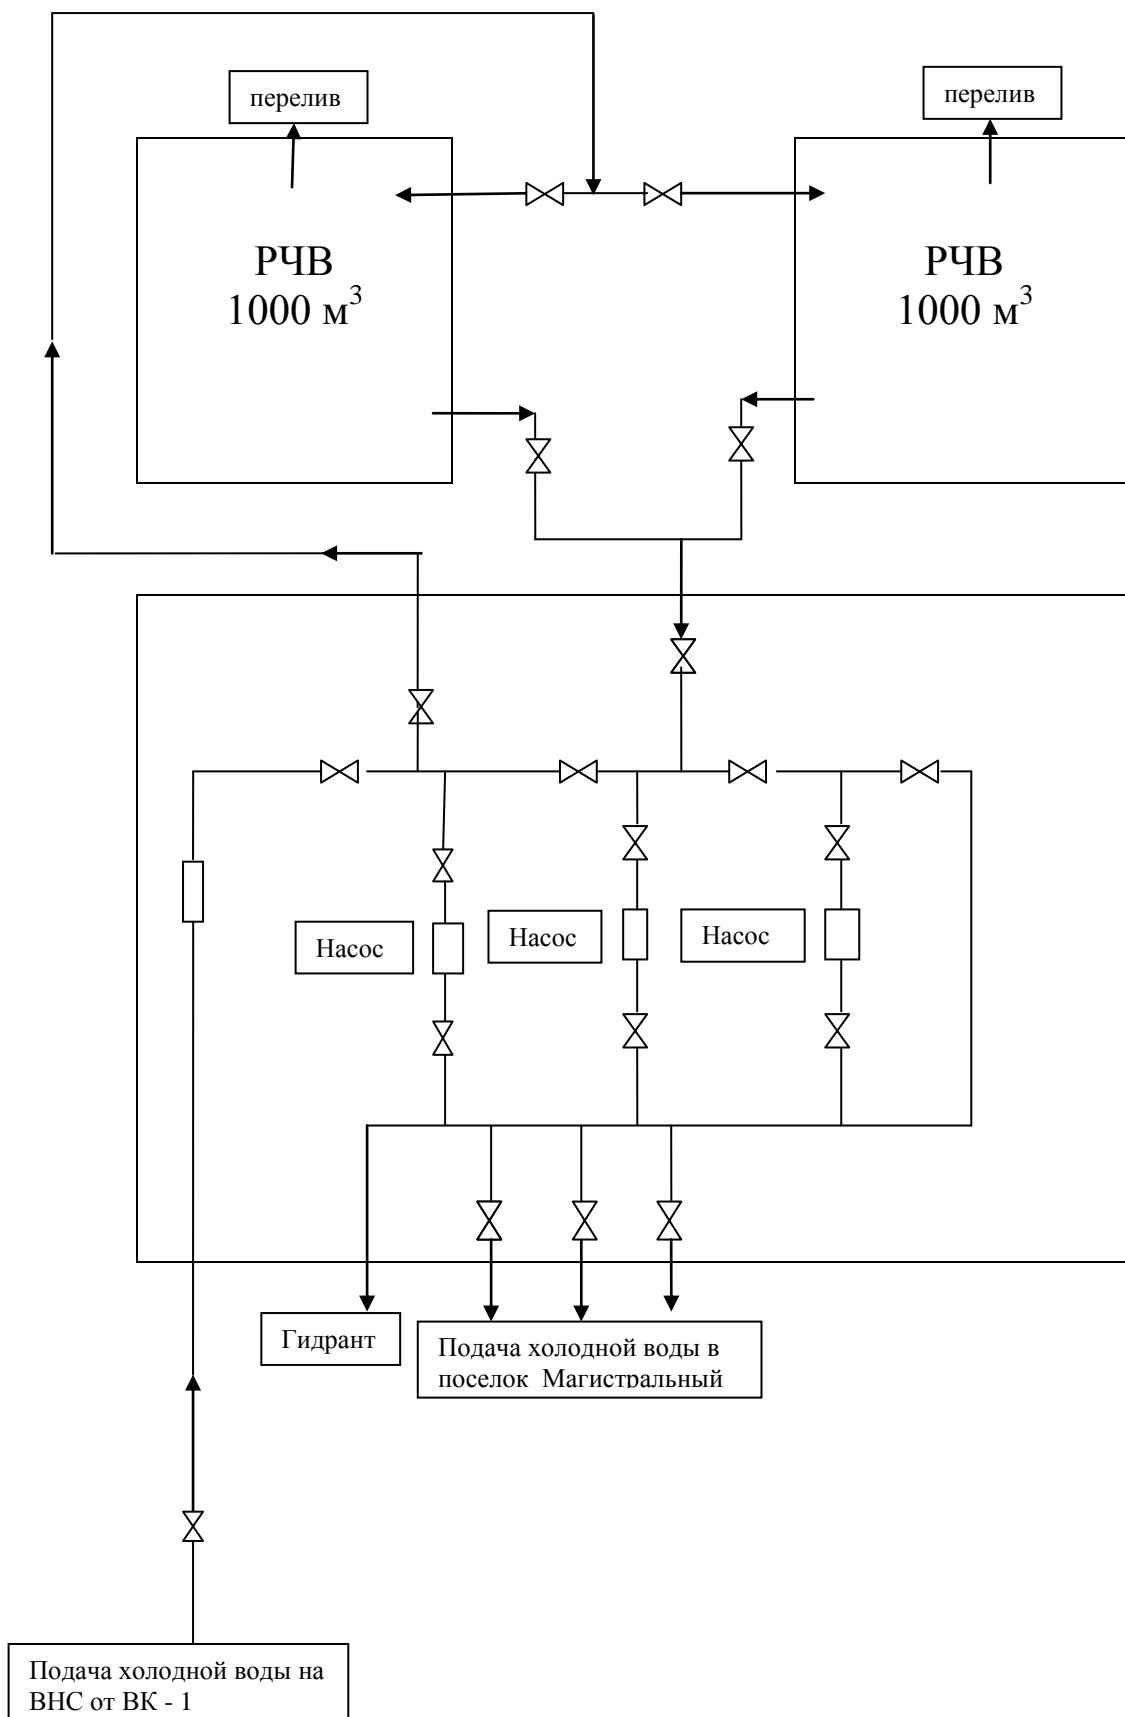 перелив
перелив
РЧВ
1000 м³
РЧВ
1000 м³
Насос
Насос
Насос
Гидрант
Подача холодной воды в
поселок Магистральный
Подача холодной воды на
ВНС от ВК - 1